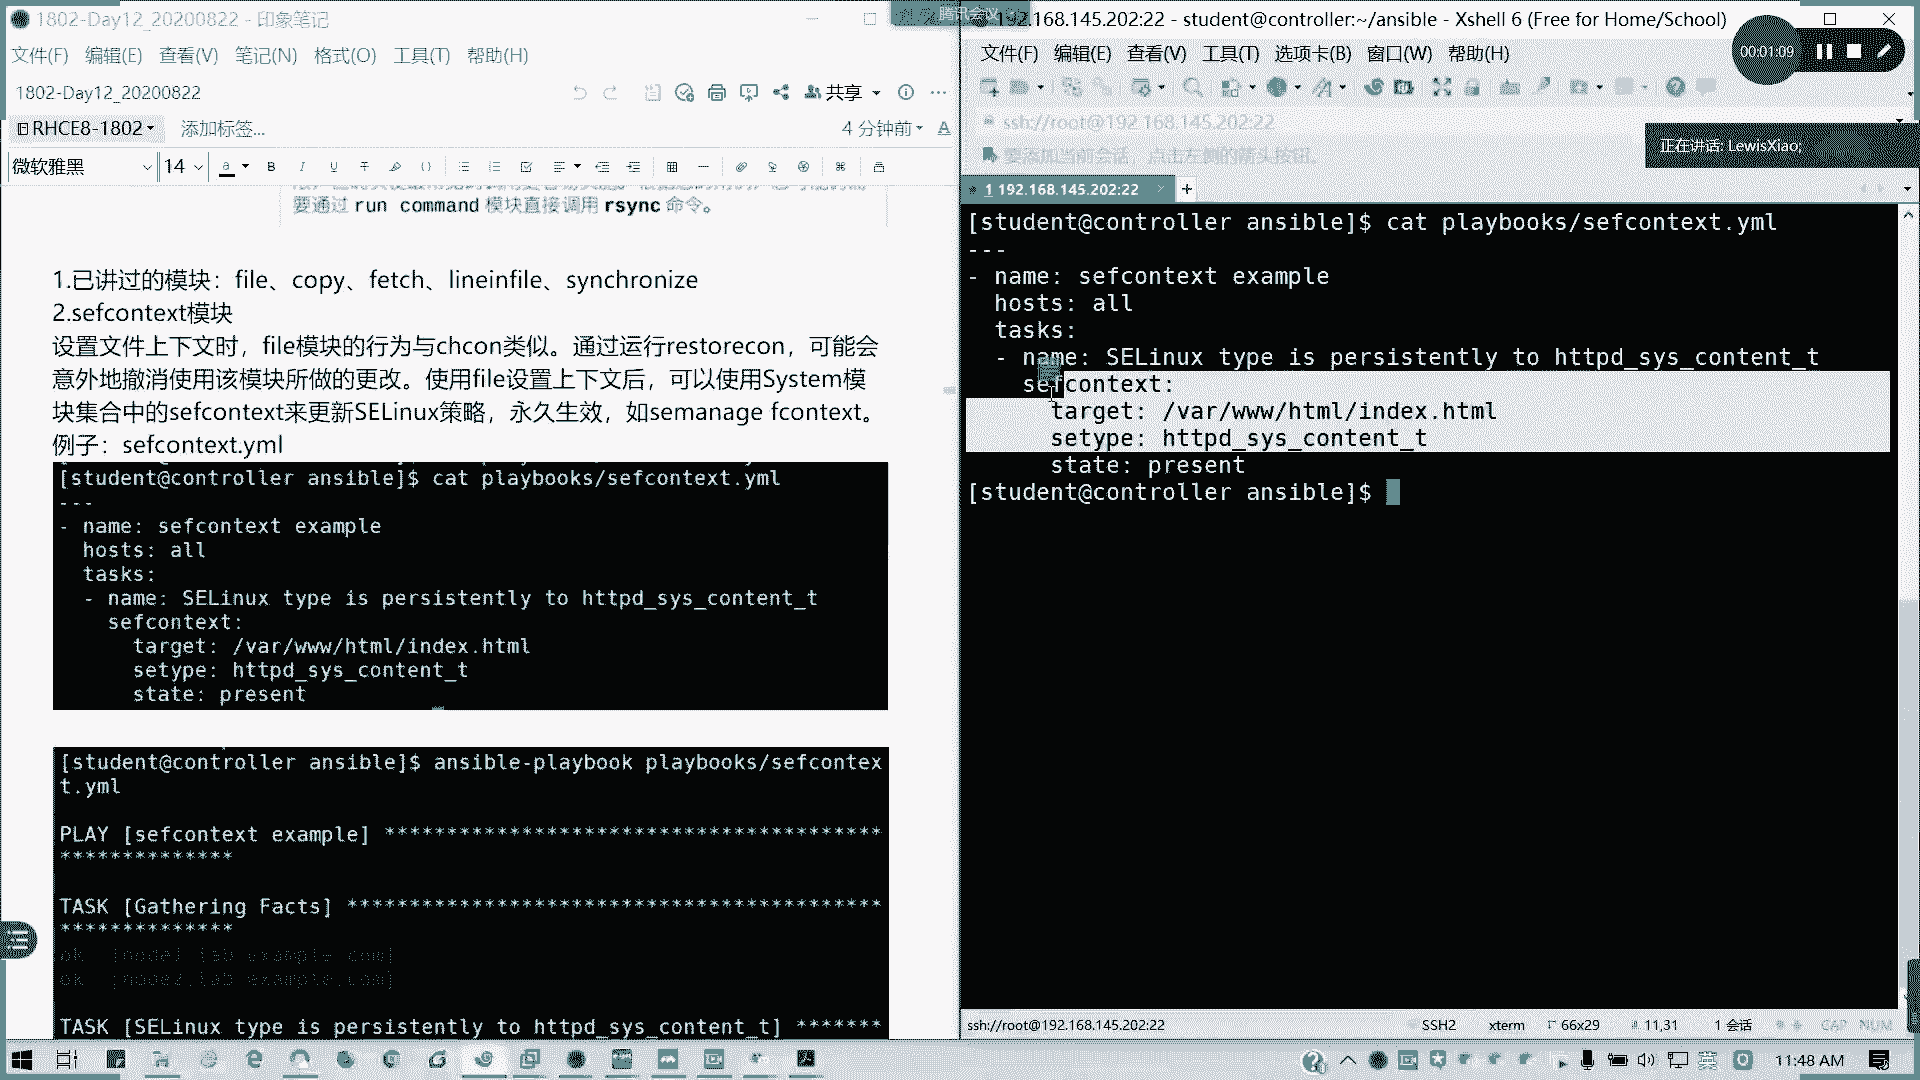 1802-Day12_20200822 - 印象笔记
文件(F) 编辑(E) 查看(V) 笔记(N) 格式(O) 工具(T) 帮助(H)
1802-Day12_20200822
共享
RHCE8-1802
添加标签...
4 分钟前
微软雅黑
14
要通过 run command 模块直接调用 rsync 命令。
1.已讲过的模块：file、copy、fetch、lineinfile、synchronize
2.sefcontext模块
设置文件上下文时，file模块的行为与chcon类似。通过运行restorecon，可能会
意外地撤消使用该模块所做的更改。使用file设置上下文后，可以使用System模
块集合中的sefcontext来更新SELinux策略，永久生效，如semanage fcontext。
例子：sefcontext.yml
[student@controller ansible]$ cat playbooks/sefcontext.yml
---
- name: sefcontext example
hosts: all
tasks:
- name: SELinux type is persistently to httpd_sys_content_t
sefcontext:
target: /var/www/html/index.html
setype: httpd_sys_content_t
state: present
[student@controller ansible]$ ansible-playbook playbooks/sefcontex
t.yml
PLAY [sefcontext example] ****************************************
**************
TASK [Gathering Facts] *******************************************
**************
ok [node1.lab.example.com]
ok [node2.lab.example.com]
TASK [SELinux type is persistently to httpd_sys_content_t] *******
腾讯会议
192.168.145.202:22 - student@controller:~/ansible - Xshell 6 (Free for Home/School)
文件(F) 编辑(E) 查看(V) 工具(T) 选项卡(B) 窗口(W) 帮助(H)
00:01:09
ssh://root@192.168.145.202:22
要添加当前会话，点击左侧的箭头按钮。
正在讲话: LewisXiao;
1 192.168.145.202:22
[student@controller ansible]$ cat playbooks/sefcontext.yml
---
- name: sefcontext example
hosts: all
tasks:
- name: SELinux type is persistently to httpd_sys_content_t
sefcontext:
target: /var/www/html/index.html
setype: httpd_sys_content_t
state: present
[student@controller ansible]$
ssh://root@192.168.145.202:22
SSH2
xterm
66x29
11,31
1 会话
CAP
NUM
英
11:48 AM